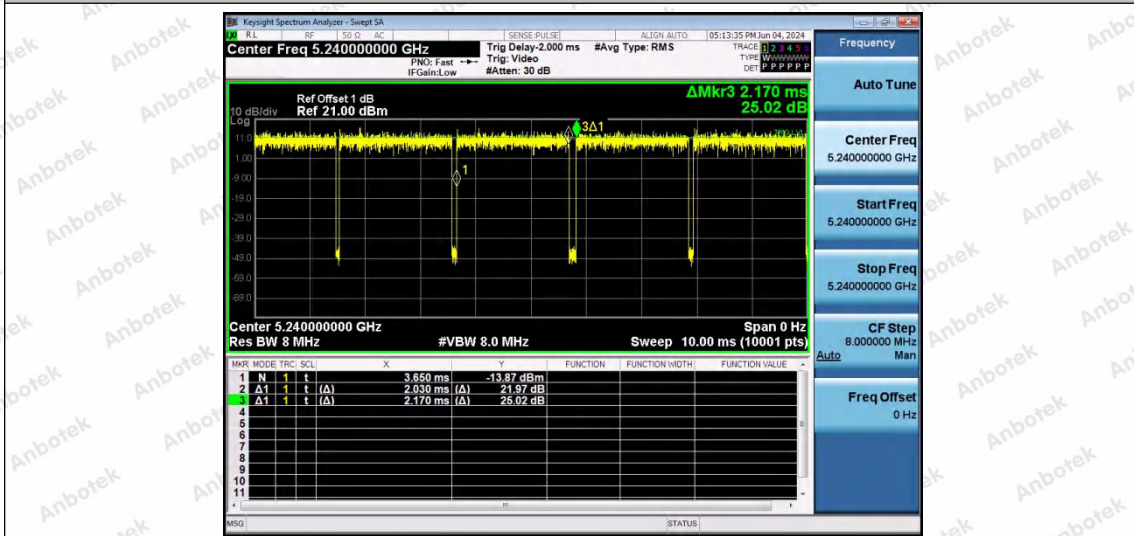 Keysight Spectrum Analyzer - Swept SA
RL RF 50 Ω AC SENSE:PULSE ALIGN AUTO 05:13:35 PM Jun 04, 2024
Center Freq 5.240000000 GHz
PNO: Fast
IFGain:Low
Trig Delay-2.000 ms
Trig: Video
#Atten: 30 dB
#Avg Type: RMS
TRACE 1 2 3 4 5 6
TYPE W
DET P P P P P P
Frequency
Auto Tune
Center Freq
5.240000000 GHz
Start Freq
5.240000000 GHz
Stop Freq
5.240000000 GHz
CF Step
8.000000 MHz
Auto Man
Freq Offset
0 Hz
ΔMkr3 2.170 ms
25.02 dB
Ref Offset 1 dB
10 dB/div Ref 21.00 dBm
Log
11.0
1.00
-9.00
-19.0
-29.0
-39.0
-49.0
-59.0
-69.0
3Δ1
1
Center 5.240000000 GHz Span 0 Hz
Res BW 8 MHz #VBW 8.0 MHz Sweep 10.00 ms (10001 pts)
MKR MODE TRC SCL X Y FUNCTION FUNCTION WIDTH FUNCTION VALUE
1 N 1 t 3.650 ms -13.87 dBm
2 Δ1 1 t (Δ) 2.030 ms (Δ) 21.97 dB
3 Δ1 1 t (Δ) 2.170 ms (Δ) 25.02 dB
4
5
6
7
8
9
10
11
MSG STATUS
Anbotek